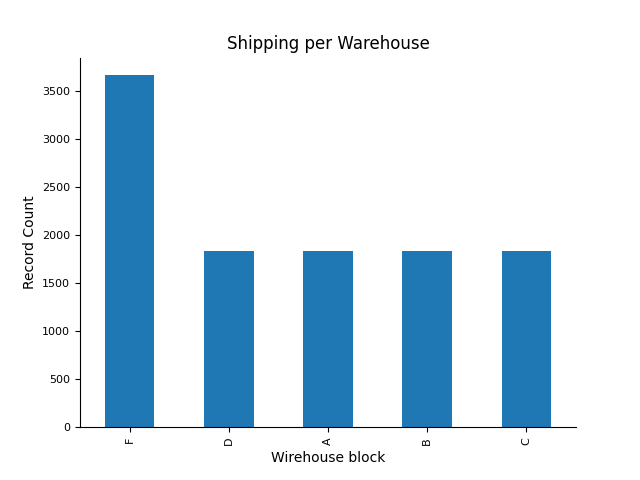 Shipping per Warehouse
Record Count
3500
3000
2500
2000
1500
1000
500
0
F
D
A
B
C
Wirehouse block